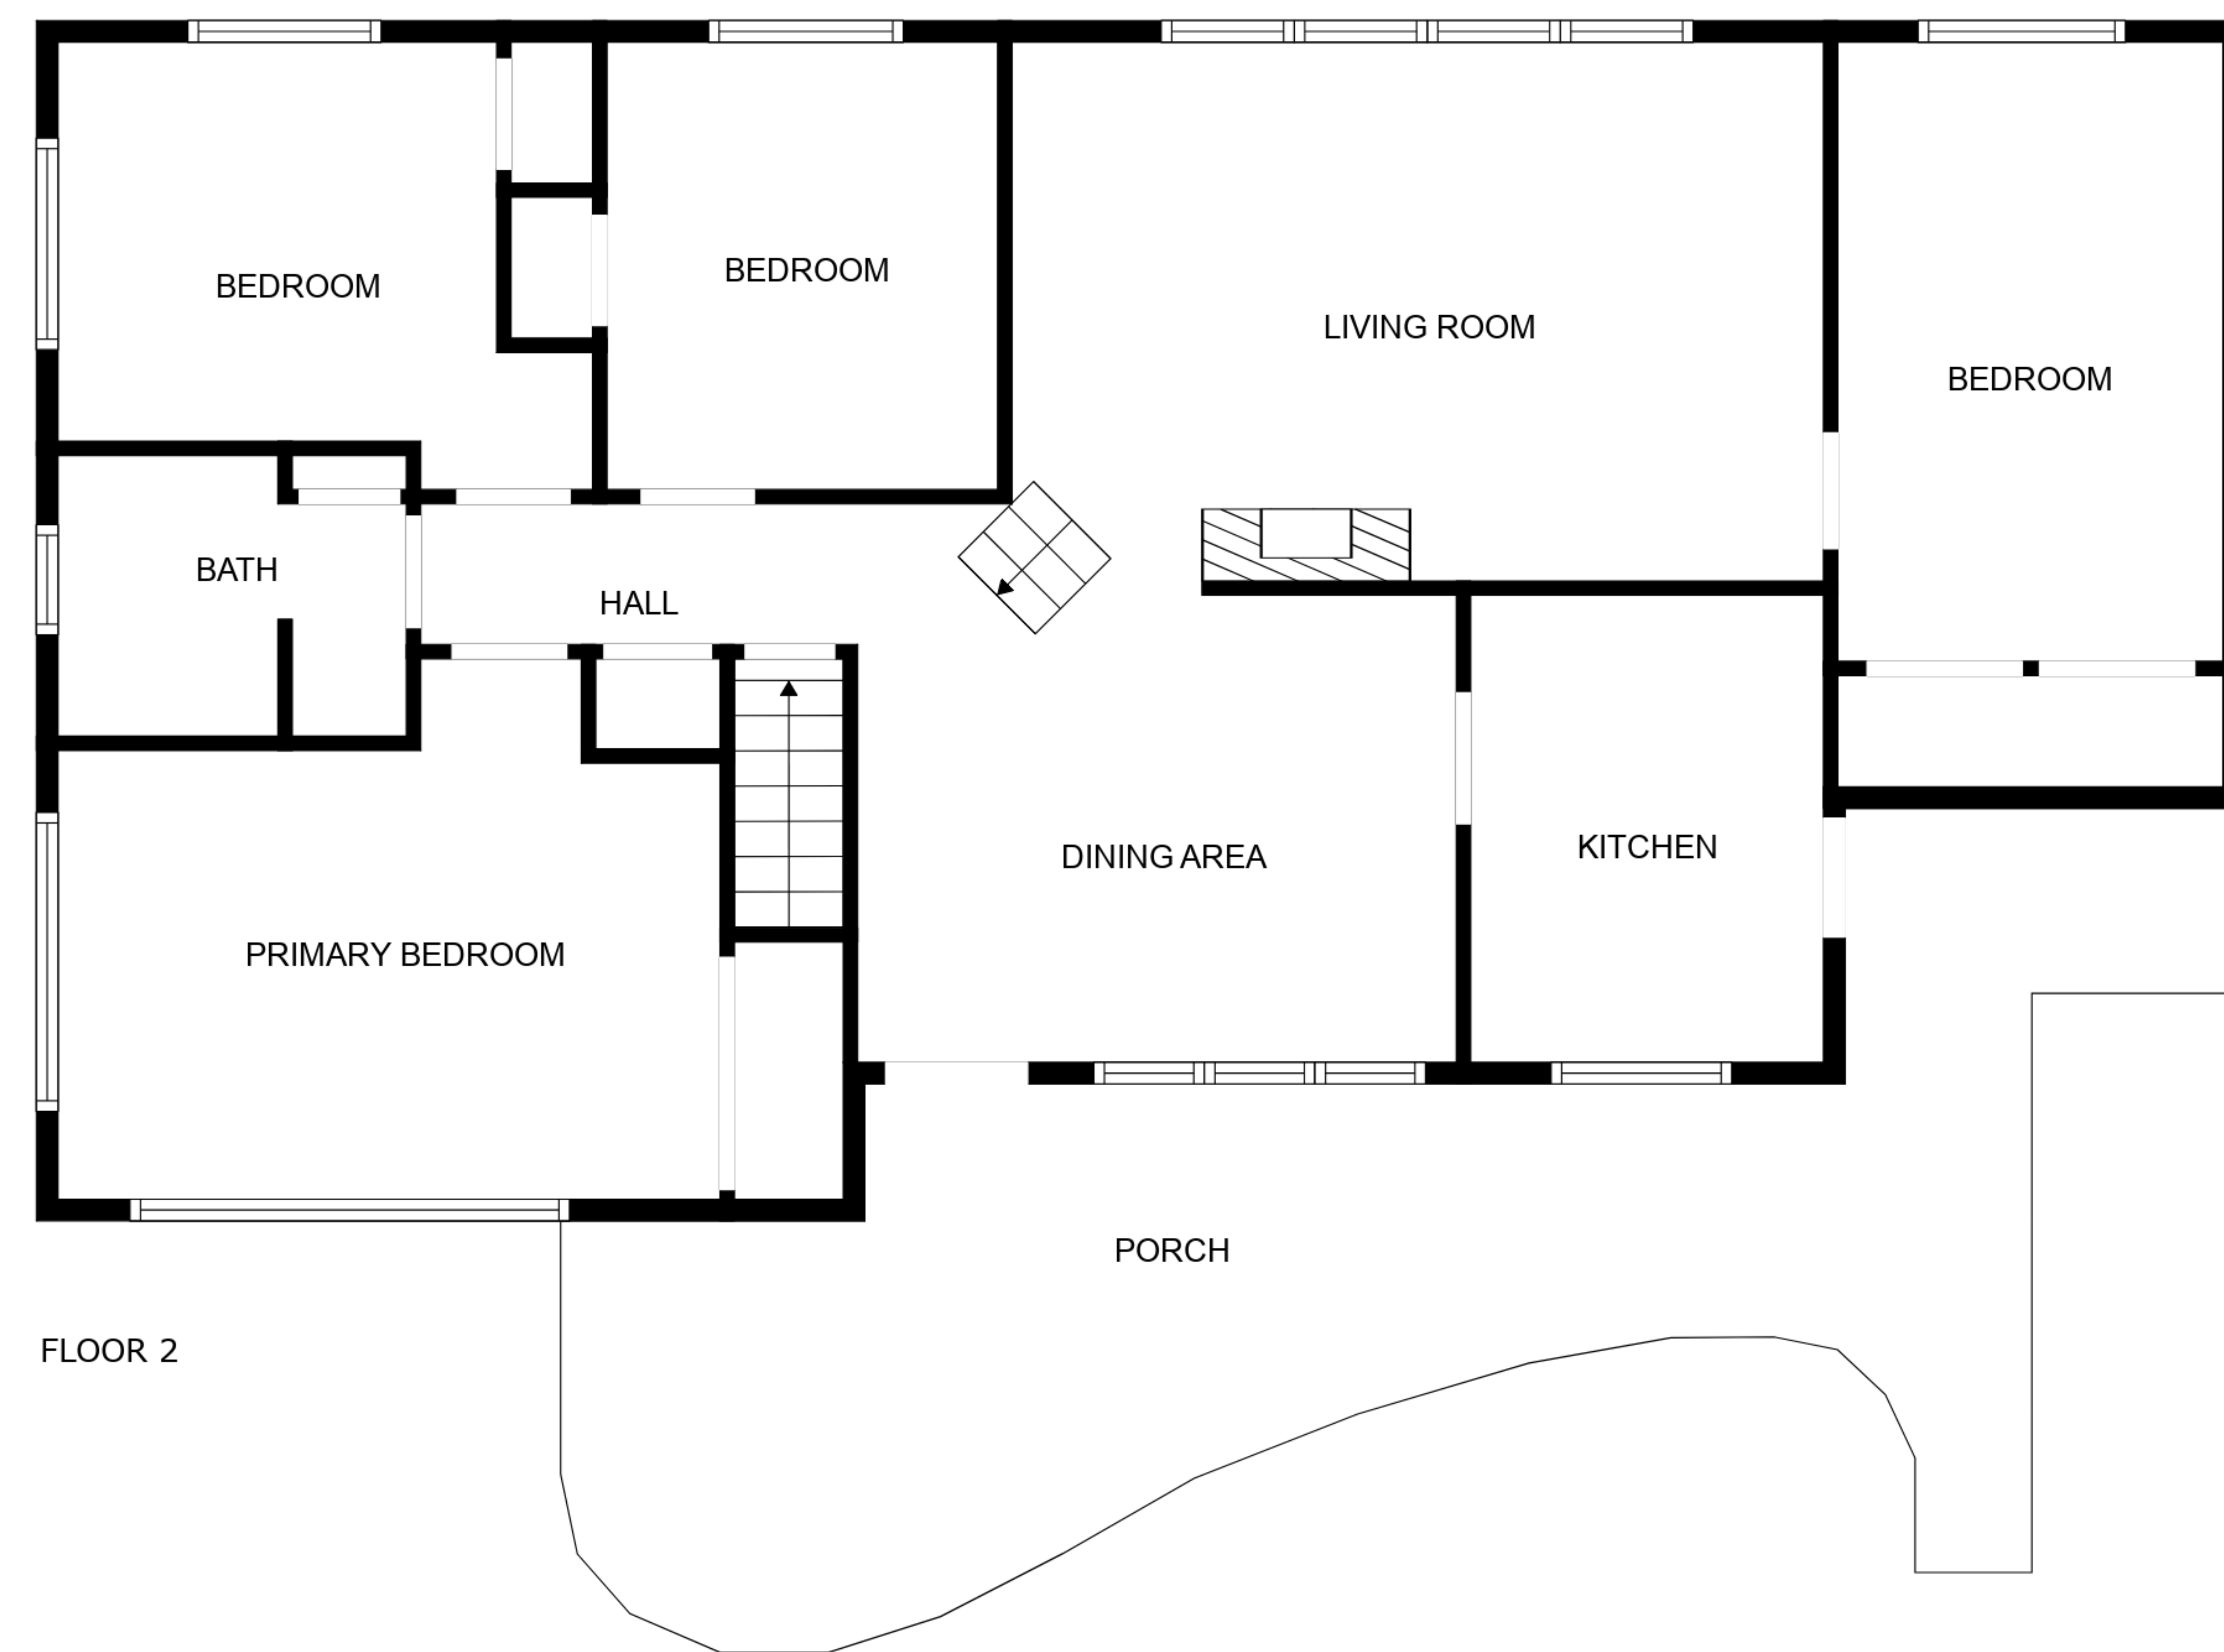 BEDROOM
BEDROOM
LIVING ROOM
BEDROOM
BATH
HALL
DINING AREA
KITCHEN
PRIMARY BEDROOM
PORCH
FLOOR 2